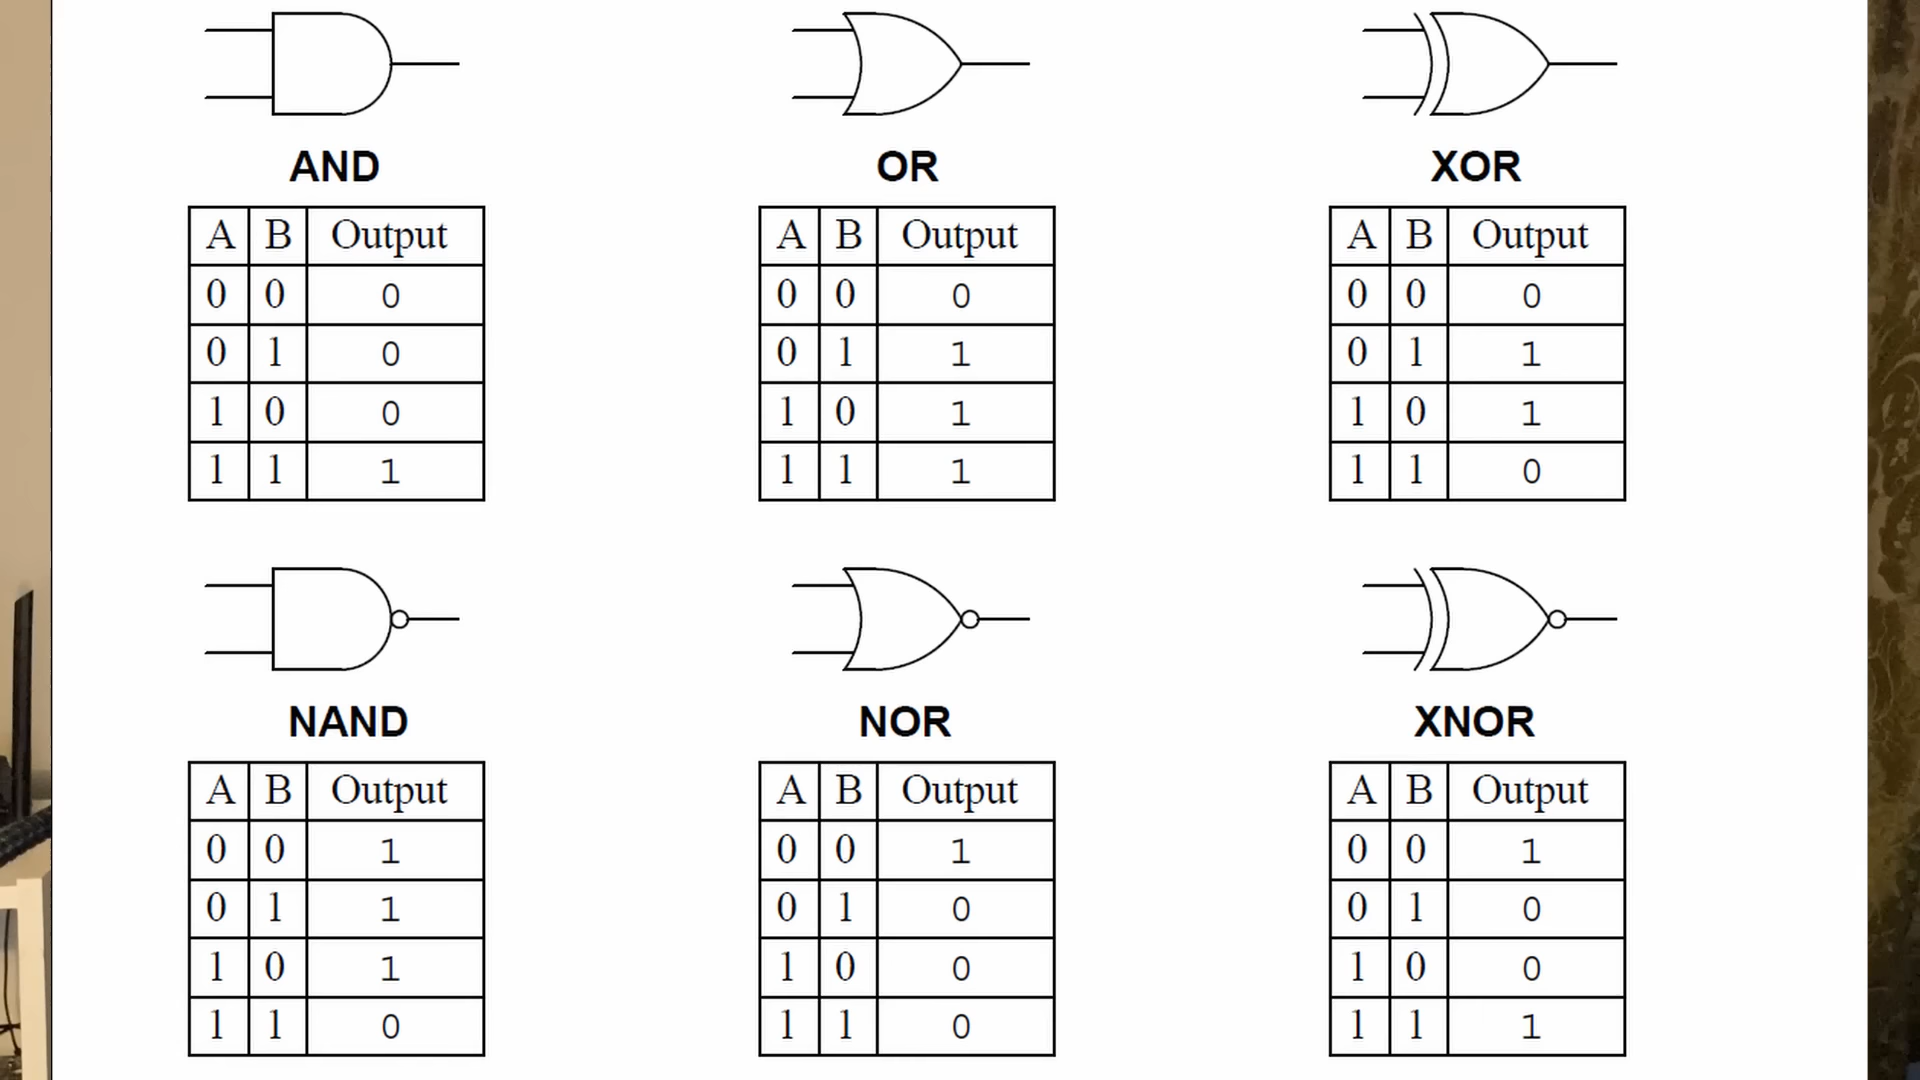 AND OR XOR
A B Output A B Output A B Output
0 0 0 0 0 0 0 0 0
0 1 0 0 1 1 0 1 1
1 0 0 1 0 1 1 0 1
1 1 1 1 1 1 1 1 0
NAND NOR XNOR
A B Output A B Output A B Output
0 0 1 0 0 1 0 0 1
0 1 1 0 1 0 0 1 0
1 0 1 1 0 0 1 0 0
1 1 0 1 1 0 1 1 1